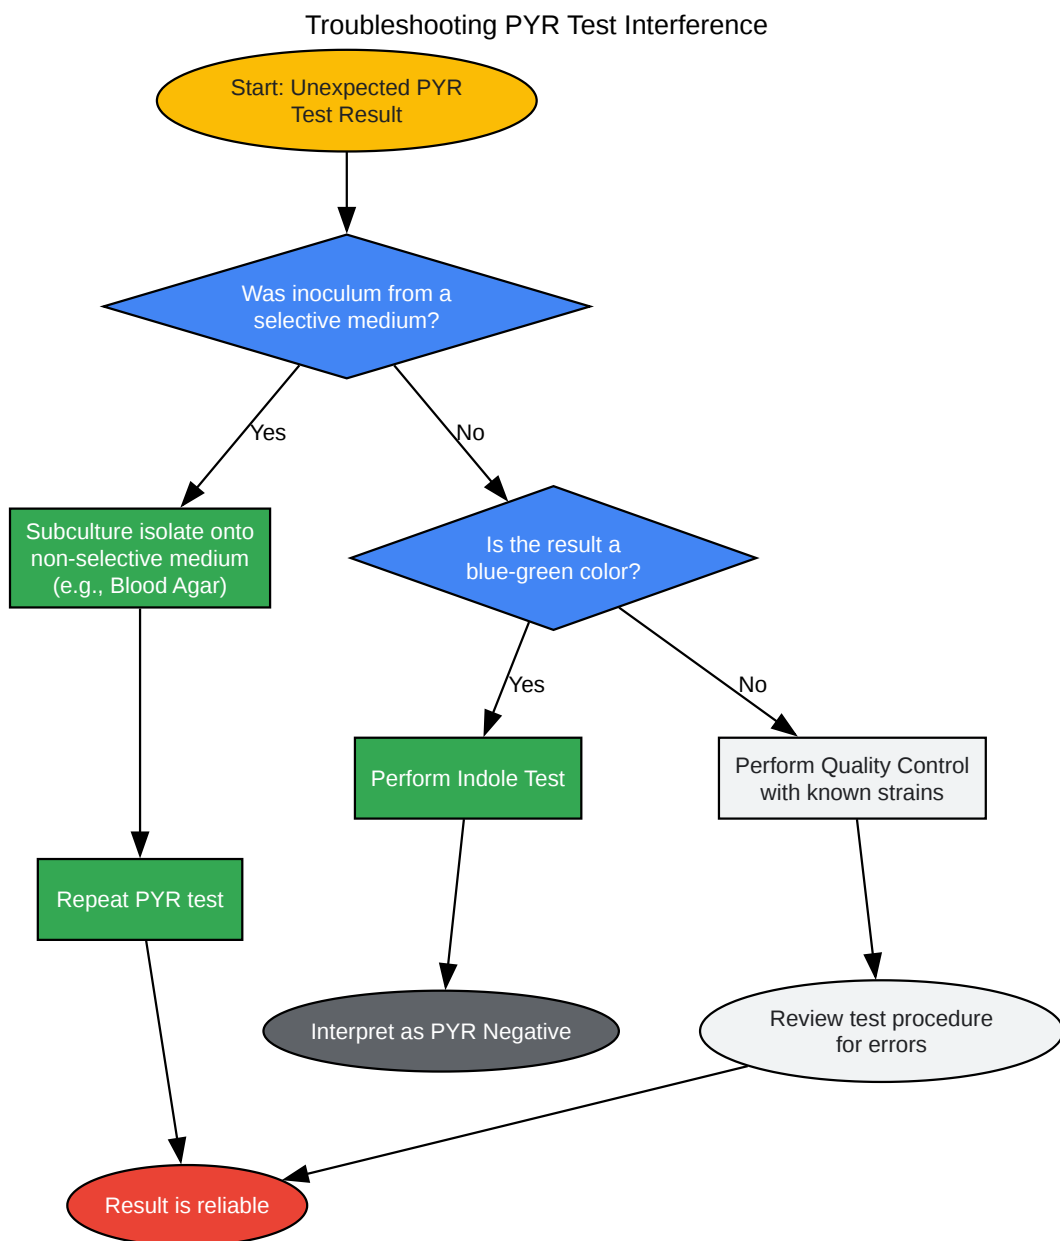 Troubleshooting PYR Test Interference
Start: Unexpected PYR
Test Result
Was inoculum from a
selective medium?
Yes
No
Subculture isolate onto
non-selective medium
(e.g., Blood Agar)
Is the result a
blue-green color?
Yes
No
Perform Indole Test
Perform Quality Control
with known strains
Repeat PYR test
Interpret as PYR Negative
Review test procedure
for errors
Result is reliable